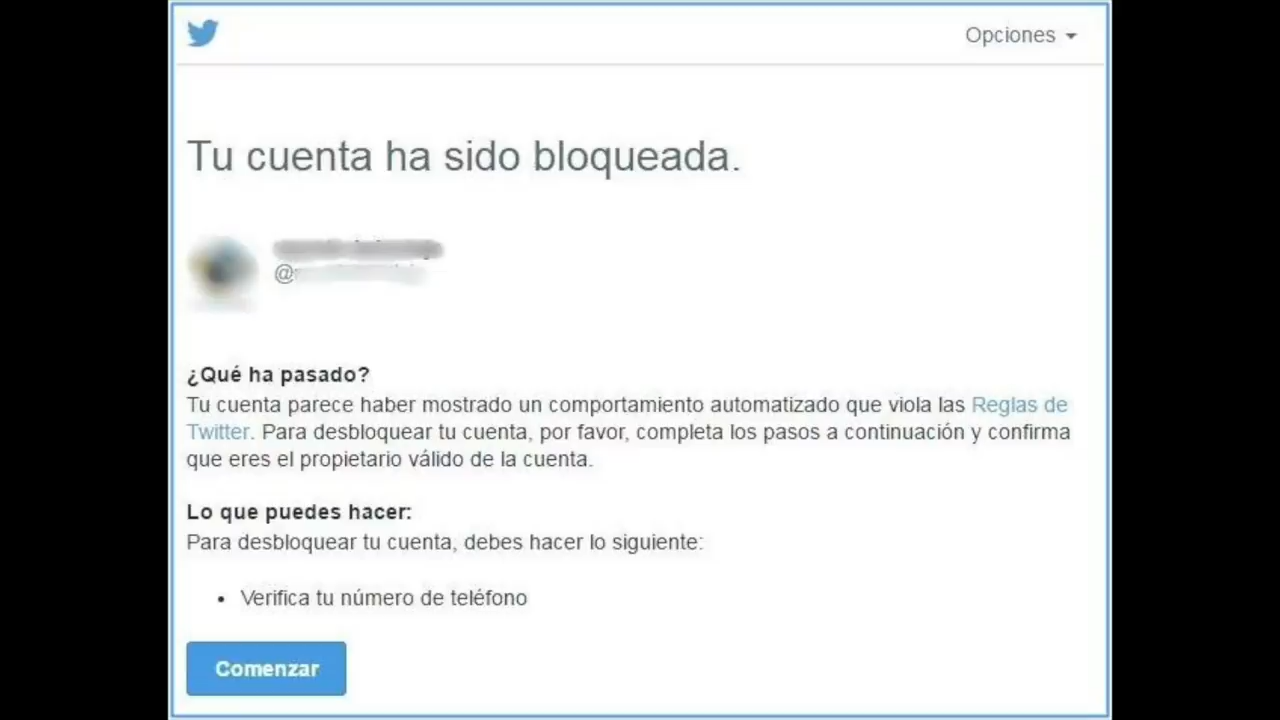 Opciones
Tu cuenta ha sido bloqueada.
@
¿Qué ha pasado?
Tu cuenta parece haber mostrado un comportamiento automatizado que viola las Reglas de
Twitter. Para desbloquear tu cuenta, por favor, completa los pasos a continuación y confirma
que eres el propietario válido de la cuenta.
Lo que puedes hacer:
Para desbloquear tu cuenta, debes hacer lo siguiente:
• Verifica tu número de teléfono
Comenzar